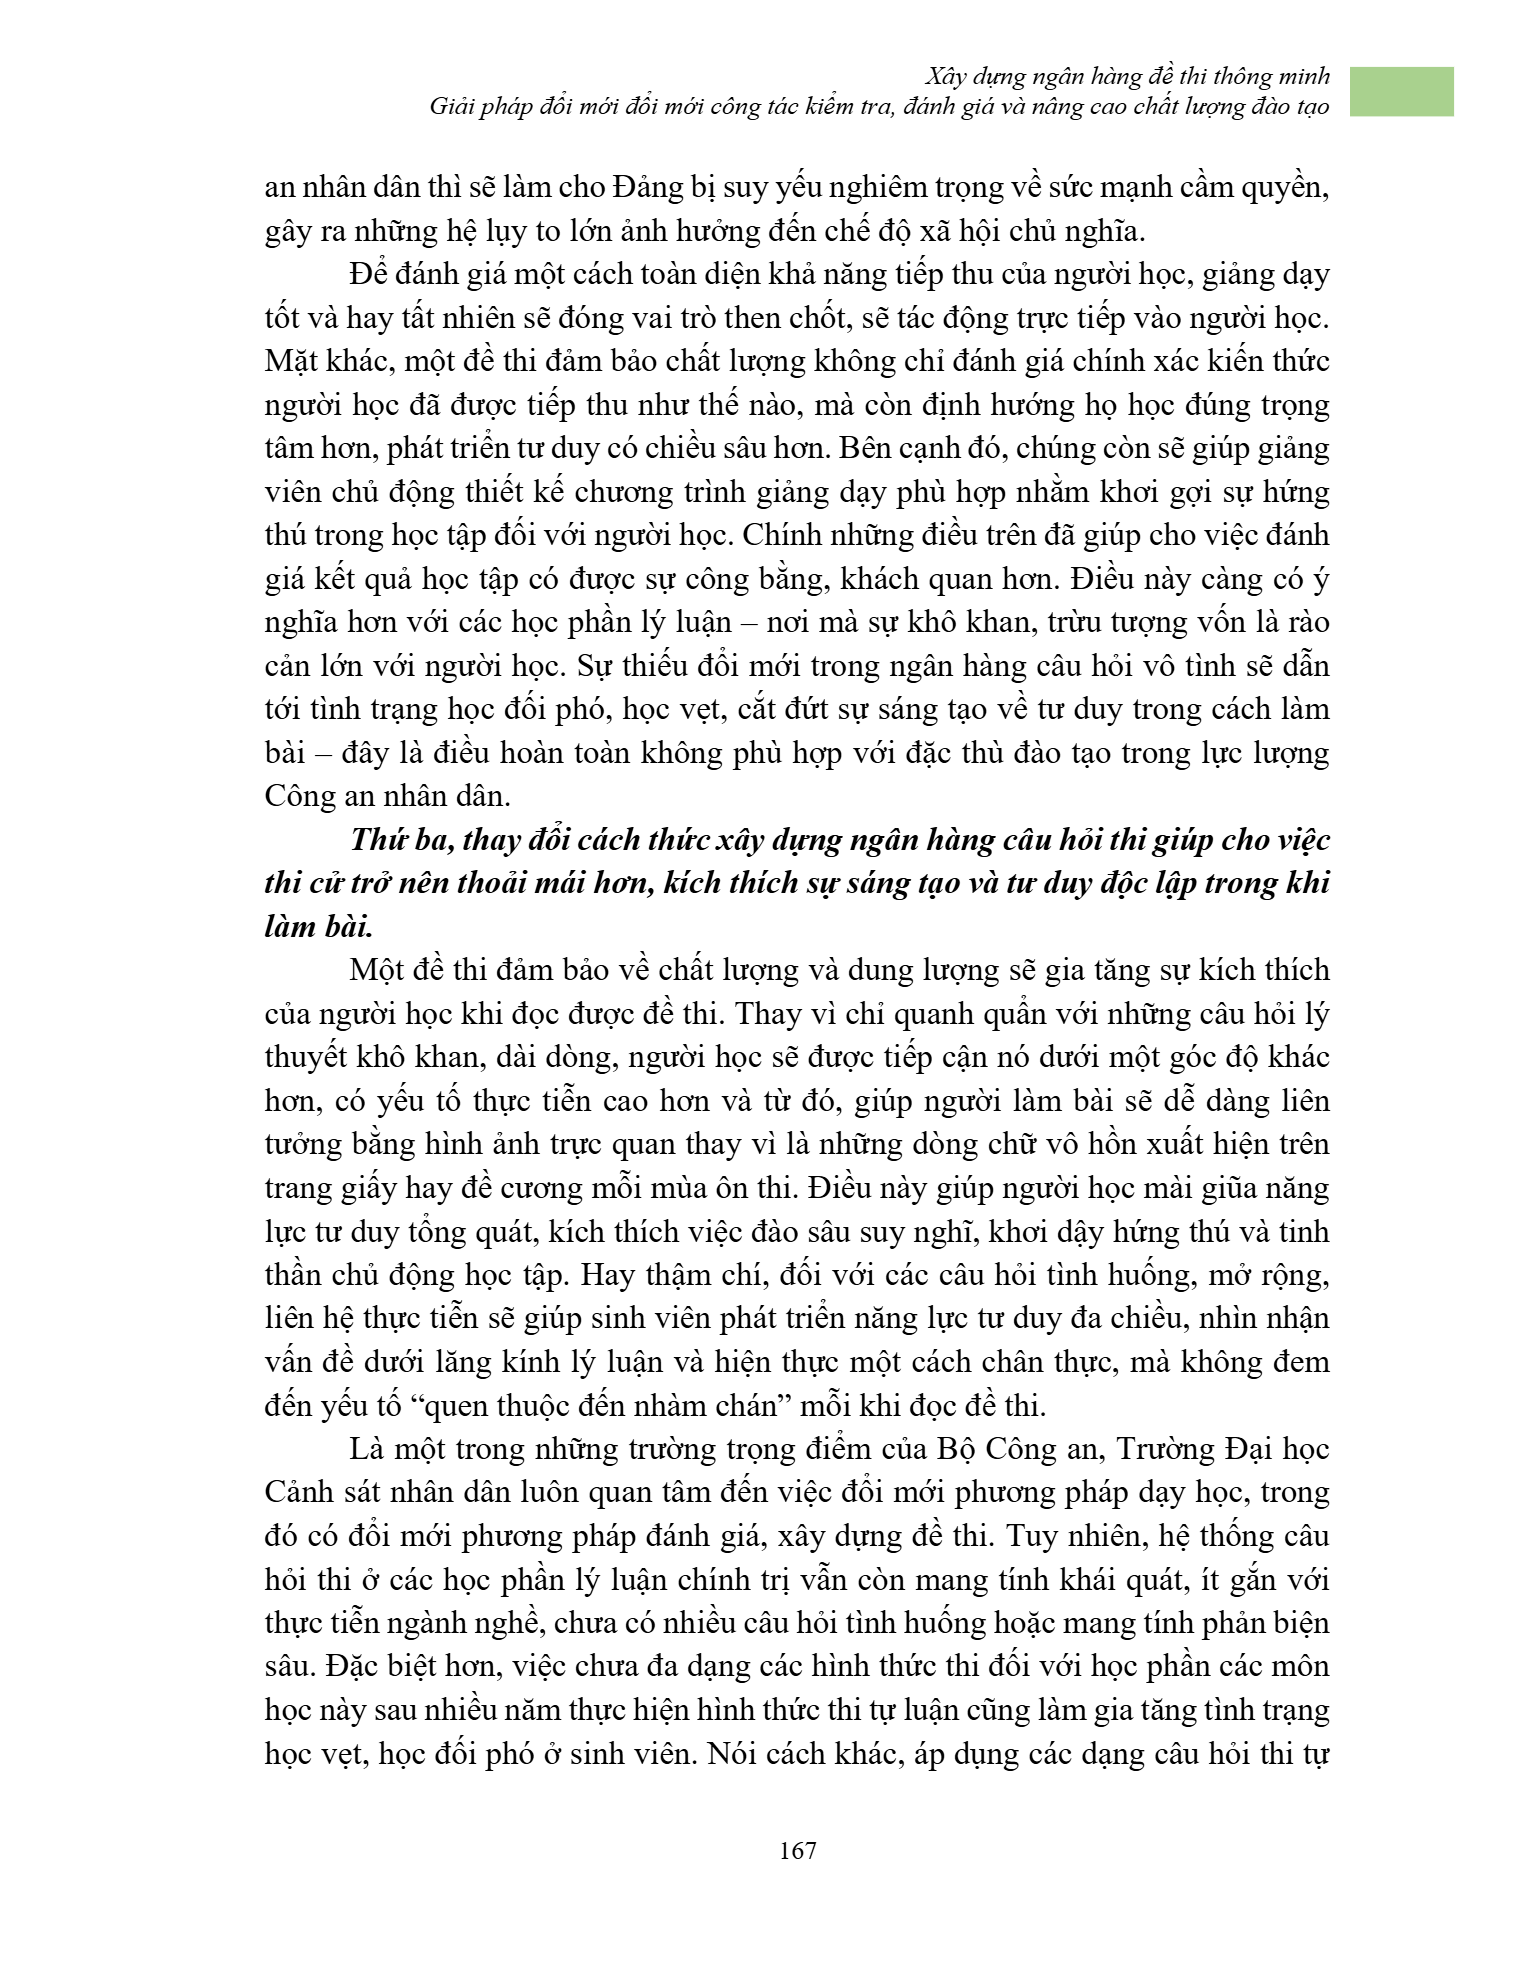 Xây dựng ngân hàng đề thi thông minh
Giải pháp đổi mới đổi mới công tác kiểm tra, đánh giá và nâng cao chất lượng đào tạo
an nhân dân thì sẽ làm cho Đảng bị suy yếu nghiêm trọng về sức mạnh cầm quyền,
gây ra những hệ lụy to lớn ảnh hưởng đến chế độ xã hội chủ nghĩa.
Để đánh giá một cách toàn diện khả năng tiếp thu của người học, giảng dạy
tốt và hay tất nhiên sẽ đóng vai trò then chốt, sẽ tác động trực tiếp vào người học.
Mặt khác, một đề thi đảm bảo chất lượng không chỉ đánh giá chính xác kiến thức
người học đã được tiếp thu như thế nào, mà còn định hướng họ học đúng trọng
tâm hơn, phát triển tư duy có chiều sâu hơn. Bên cạnh đó, chúng còn sẽ giúp giảng
viên chủ động thiết kế chương trình giảng dạy phù hợp nhằm khơi gợi sự hứng
thú trong học tập đối với người học. Chính những điều trên đã giúp cho việc đánh
giá kết quả học tập có được sự công bằng, khách quan hơn. Điều này càng có ý
nghĩa hơn với các học phần lý luận – nơi mà sự khô khan, trừu tượng vốn là rào
cản lớn với người học. Sự thiếu đổi mới trong ngân hàng câu hỏi vô tình sẽ dẫn
tới tình trạng học đối phó, học vẹt, cắt đứt sự sáng tạo về tư duy trong cách làm
bài – đây là điều hoàn toàn không phù hợp với đặc thù đào tạo trong lực lượng
Công an nhân dân.
Thứ ba, thay đổi cách thức xây dựng ngân hàng câu hỏi thi giúp cho việc
thi cử trở nên thoải mái hơn, kích thích sự sáng tạo và tư duy độc lập trong khi
làm bài.
Một đề thi đảm bảo về chất lượng và dung lượng sẽ gia tăng sự kích thích
của người học khi đọc được đề thi. Thay vì chỉ quanh quẩn với những câu hỏi lý
thuyết khô khan, dài dòng, người học sẽ được tiếp cận nó dưới một góc độ khác
hơn, có yếu tố thực tiễn cao hơn và từ đó, giúp người làm bài sẽ dễ dàng liên
tưởng bằng hình ảnh trực quan thay vì là những dòng chữ vô hồn xuất hiện trên
trang giấy hay đề cương mỗi mùa ôn thi. Điều này giúp người học mài giũa năng
lực tư duy tổng quát, kích thích việc đào sâu suy nghĩ, khơi dậy hứng thú và tinh
thần chủ động học tập. Hay thậm chí, đối với các câu hỏi tình huống, mở rộng,
liên hệ thực tiễn sẽ giúp sinh viên phát triển năng lực tư duy đa chiều, nhìn nhận
vấn đề dưới lăng kính lý luận và hiện thực một cách chân thực, mà không đem
đến yếu tố “quen thuộc đến nhàm chán” mỗi khi đọc đề thi.
Là một trong những trường trọng điểm của Bộ Công an, Trường Đại học
Cảnh sát nhân dân luôn quan tâm đến việc đổi mới phương pháp dạy học, trong
đó có đổi mới phương pháp đánh giá, xây dựng đề thi. Tuy nhiên, hệ thống câu
hỏi thi ở các học phần lý luận chính trị vẫn còn mang tính khái quát, ít gắn với
thực tiễn ngành nghề, chưa có nhiều câu hỏi tình huống hoặc mang tính phản biện
sâu. Đặc biệt hơn, việc chưa đa dạng các hình thức thi đối với học phần các môn
học này sau nhiều năm thực hiện hình thức thi tự luận cũng làm gia tăng tình trạng
học vẹt, học đối phó ở sinh viên. Nói cách khác, áp dụng các dạng câu hỏi thi tự
167